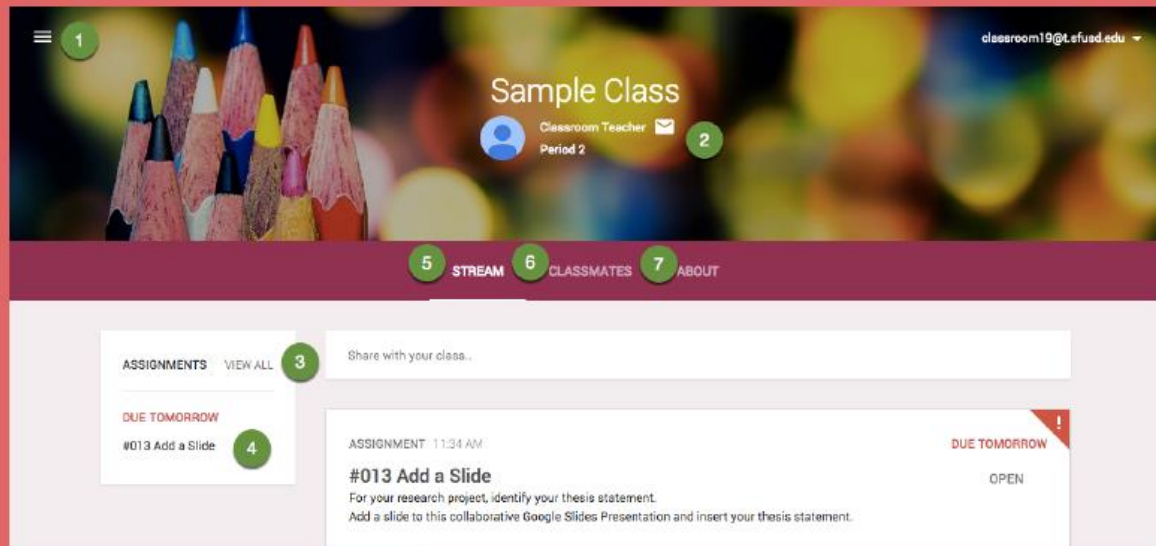 1
classroom19@t.sfusd.edu
Sample Class
Classroom Teacher
2
Period 2
5 STREAM 6 CLASSMATES 7 ABOUT
ASSIGNMENTS VIEW ALL 3
DUE TOMORROW
#013 Add a Slide 4
Share with your class...
ASSIGNMENT 11:34 AM
DUE TOMORROW
!
#013 Add a Slide
OPEN
For your research project, identify your thesis statement.
Add a slide to this collaborative Google Slides Presentation and insert your thesis statement.